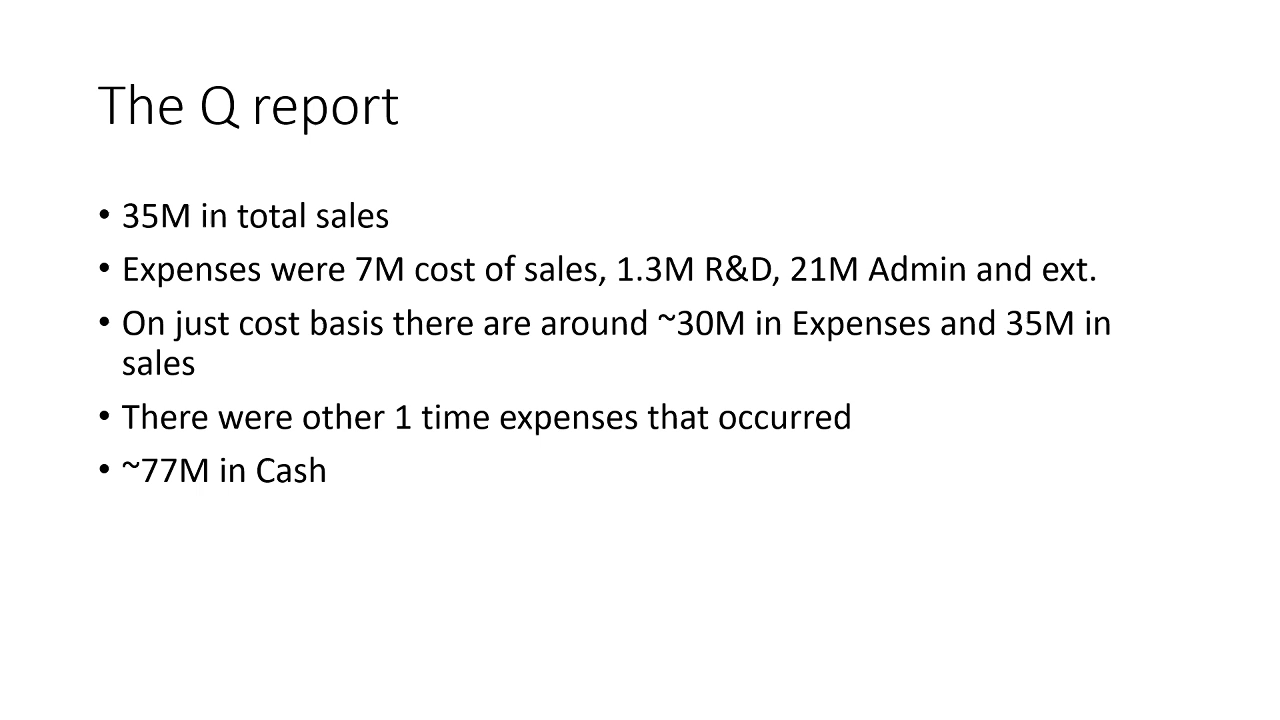 The Q report
• 35M in total sales
• Expenses were 7M cost of sales, 1.3M R&D, 21M Admin and ext.
• On just cost basis there are around ~30M in Expenses and 35M in
sales
• There were other 1 time expenses that occurred
• ~77M in Cash